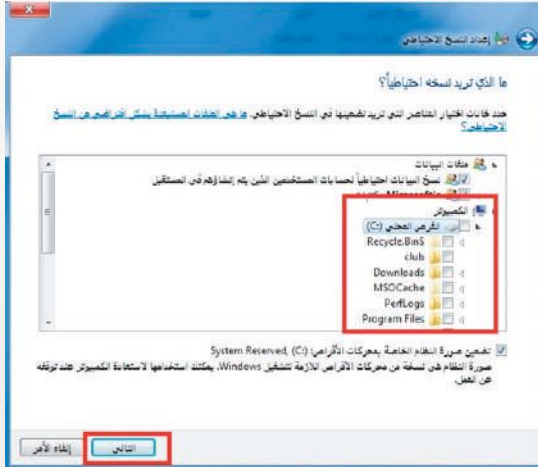 إعداد النسخ الاحتياطي
ما الذي تريد نسخه احتياطياً؟
حدد خانات اختيار العناصر التي تريد تضمينها في النسخ الاحتياطي. ما هي الملفات المستبعدة بشكل افتراضي من النسخ
الاحتياطي؟
ملفات البيانات
نسخ البيانات احتياطياً لحسابات المستخدمين الذين يتم إنشاؤهم في المستقبل
الكمبيوتر
القرص المحلي (C:)
Recycle.Bin$
club
Downloads
MSOCache
PerfLogs
Program Files
تضمين صورة النظام الخاصة بمحركات الأقراص: System Reserved, (C:)
صورة النظام هي نسخة من محركات الأقراص اللازمة لتشغيل Windows. يمكنك استخدامها لاستعادة الكمبيوتر عند توقفه
عن العمل.
التالي
إلغاء الأمر